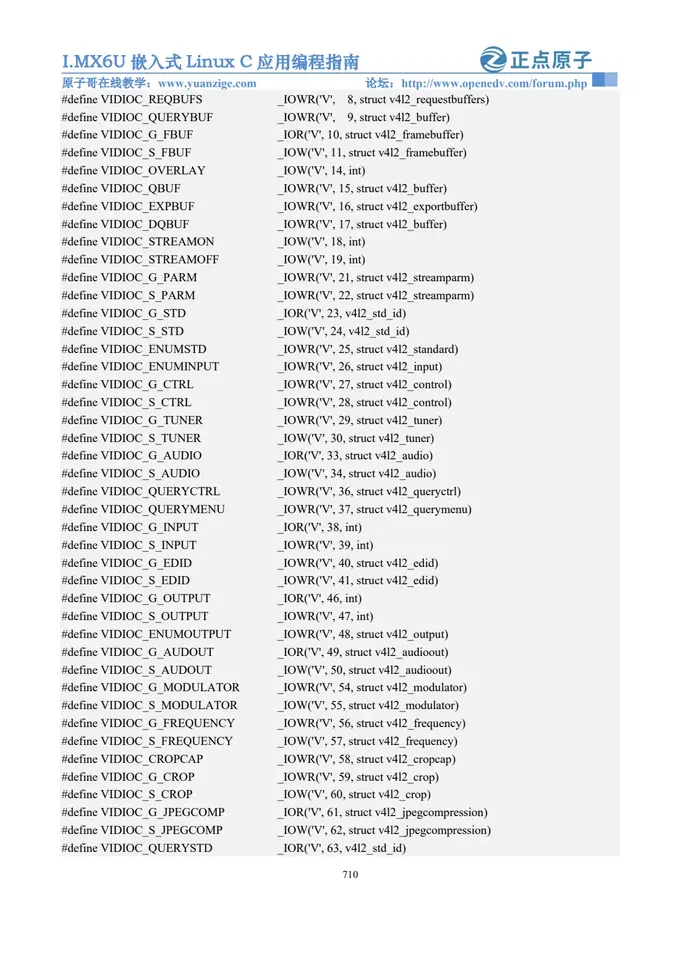 I.MX6U 嵌入式 Linux C 应用编程指南
正点原子
原子哥在线教学：www.yuanzige.com 论坛：http://www.openedv.com/forum.php
#define VIDIOC_REQBUFS _IOWR('V', 8, struct v4l2_requestbuffers)
#define VIDIOC_QUERYBUF _IOWR('V', 9, struct v4l2_buffer)
#define VIDIOC_G_FBUF _IOR('V', 10, struct v4l2_framebuffer)
#define VIDIOC_S_FBUF _IOW('V', 11, struct v4l2_framebuffer)
#define VIDIOC_OVERLAY _IOW('V', 14, int)
#define VIDIOC_QBUF _IOWR('V', 15, struct v4l2_buffer)
#define VIDIOC_EXPBUF _IOWR('V', 16, struct v4l2_exportbuffer)
#define VIDIOC_DQBUF _IOWR('V', 17, struct v4l2_buffer)
#define VIDIOC_STREAMON _IOW('V', 18, int)
#define VIDIOC_STREAMOFF _IOW('V', 19, int)
#define VIDIOC_G_PARM _IOWR('V', 21, struct v4l2_streamparm)
#define VIDIOC_S_PARM _IOWR('V', 22, struct v4l2_streamparm)
#define VIDIOC_G_STD _IOR('V', 23, v4l2_std_id)
#define VIDIOC_S_STD _IOW('V', 24, v4l2_std_id)
#define VIDIOC_ENUMSTD _IOWR('V', 25, struct v4l2_standard)
#define VIDIOC_ENUMINPUT _IOWR('V', 26, struct v4l2_input)
#define VIDIOC_G_CTRL _IOWR('V', 27, struct v4l2_control)
#define VIDIOC_S_CTRL _IOWR('V', 28, struct v4l2_control)
#define VIDIOC_G_TUNER _IOWR('V', 29, struct v4l2_tuner)
#define VIDIOC_S_TUNER _IOW('V', 30, struct v4l2_tuner)
#define VIDIOC_G_AUDIO _IOR('V', 33, struct v4l2_audio)
#define VIDIOC_S_AUDIO _IOW('V', 34, struct v4l2_audio)
#define VIDIOC_QUERYCTRL _IOWR('V', 36, struct v4l2_queryctrl)
#define VIDIOC_QUERYMENU _IOWR('V', 37, struct v4l2_querymenu)
#define VIDIOC_G_INPUT _IOR('V', 38, int)
#define VIDIOC_S_INPUT _IOWR('V', 39, int)
#define VIDIOC_G_EDID _IOWR('V', 40, struct v4l2_edid)
#define VIDIOC_S_EDID _IOWR('V', 41, struct v4l2_edid)
#define VIDIOC_G_OUTPUT _IOR('V', 46, int)
#define VIDIOC_S_OUTPUT _IOWR('V', 47, int)
#define VIDIOC_ENUMOUTPUT _IOWR('V', 48, struct v4l2_output)
#define VIDIOC_G_AUDOUT _IOR('V', 49, struct v4l2_audioout)
#define VIDIOC_S_AUDOUT _IOW('V', 50, struct v4l2_audioout)
#define VIDIOC_G_MODULATOR _IOWR('V', 54, struct v4l2_modulator)
#define VIDIOC_S_MODULATOR _IOW('V', 55, struct v4l2_modulator)
#define VIDIOC_G_FREQUENCY _IOWR('V', 56, struct v4l2_frequency)
#define VIDIOC_S_FREQUENCY _IOW('V', 57, struct v4l2_frequency)
#define VIDIOC_CROPCAP _IOWR('V', 58, struct v4l2_cropcap)
#define VIDIOC_G_CROP _IOWR('V', 59, struct v4l2_crop)
#define VIDIOC_S_CROP _IOW('V', 60, struct v4l2_crop)
#define VIDIOC_G_JPEGCOMP _IOR('V', 61, struct v4l2_jpegcompression)
#define VIDIOC_S_JPEGCOMP _IOW('V', 62, struct v4l2_jpegcompression)
#define VIDIOC_QUERYSTD _IOR('V', 63, v4l2_std_id)
710